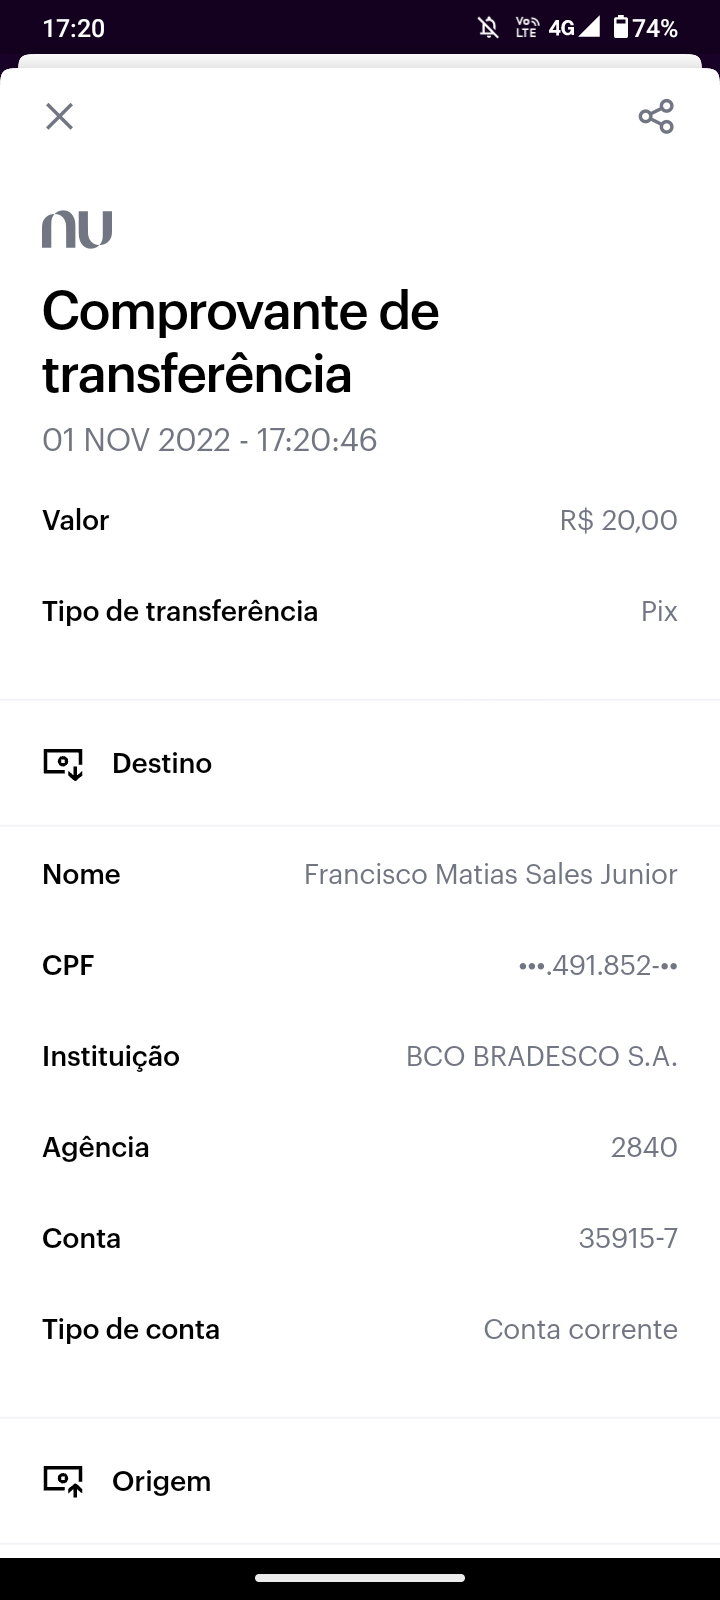 17:20
Vo LTE 4G 74%
nu
Comprovante de
transferência
01 NOV 2022 - 17:20:46
Valor R$ 20,00
Tipo de transferência Pix
Destino
Nome Francisco Matias Sales Junior
CPF •••.491.852-••
Instituição BCO BRADESCO S.A.
Agência 2840
Conta 35915-7
Tipo de conta Conta corrente
Origem